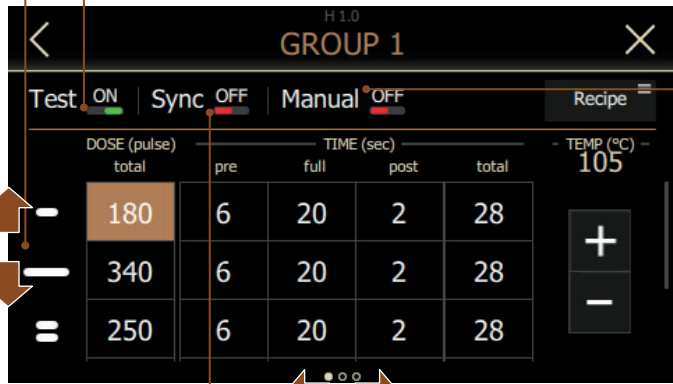 H 1.0
GROUP 1
Test ON Sync OFF Manual OFF Recipe
DOSE (pulse) TIME (sec) TEMP (°C)
total pre full post total 105
180 6 20 2 28
+
340 6 20 2 28
−
250 6 20 2 28